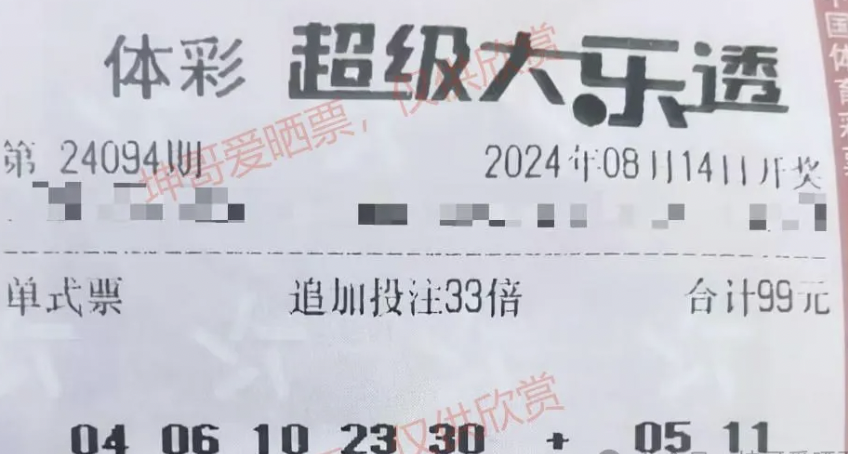 体彩 超级大乐透
第 24094期 2024年08月14日开奖
坤哥爱晒票，仅供欣赏
单式票 追加投注33倍 合计99元
04 06 10 23 30 + 05 11
仅供欣赏
中国体育彩票